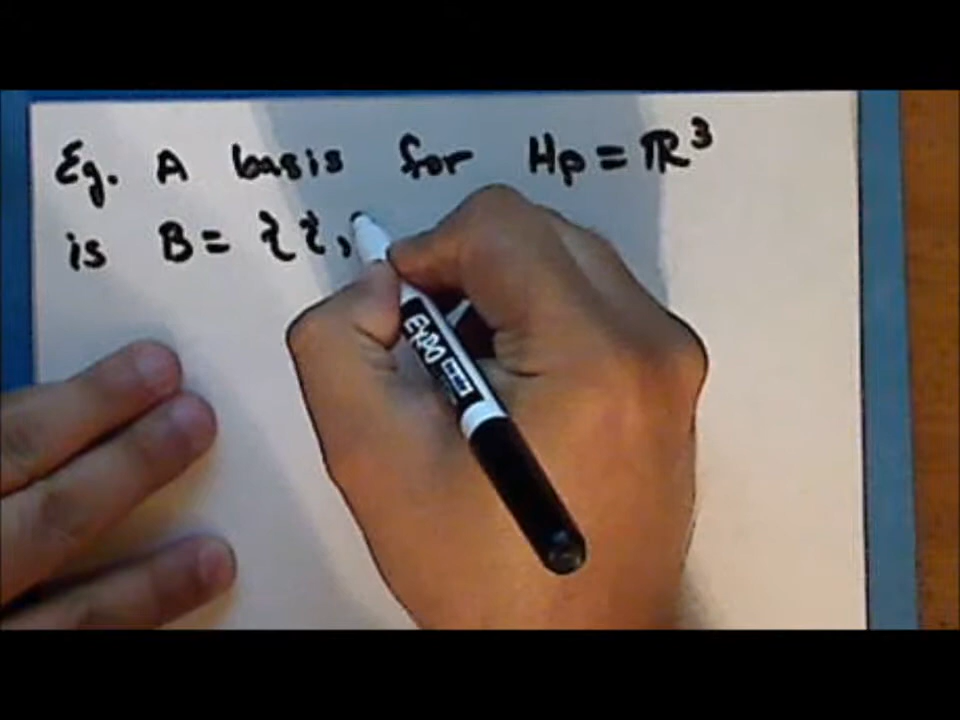 Eg. A basis for Hp = ℝ³
is B = { î,
EXPO